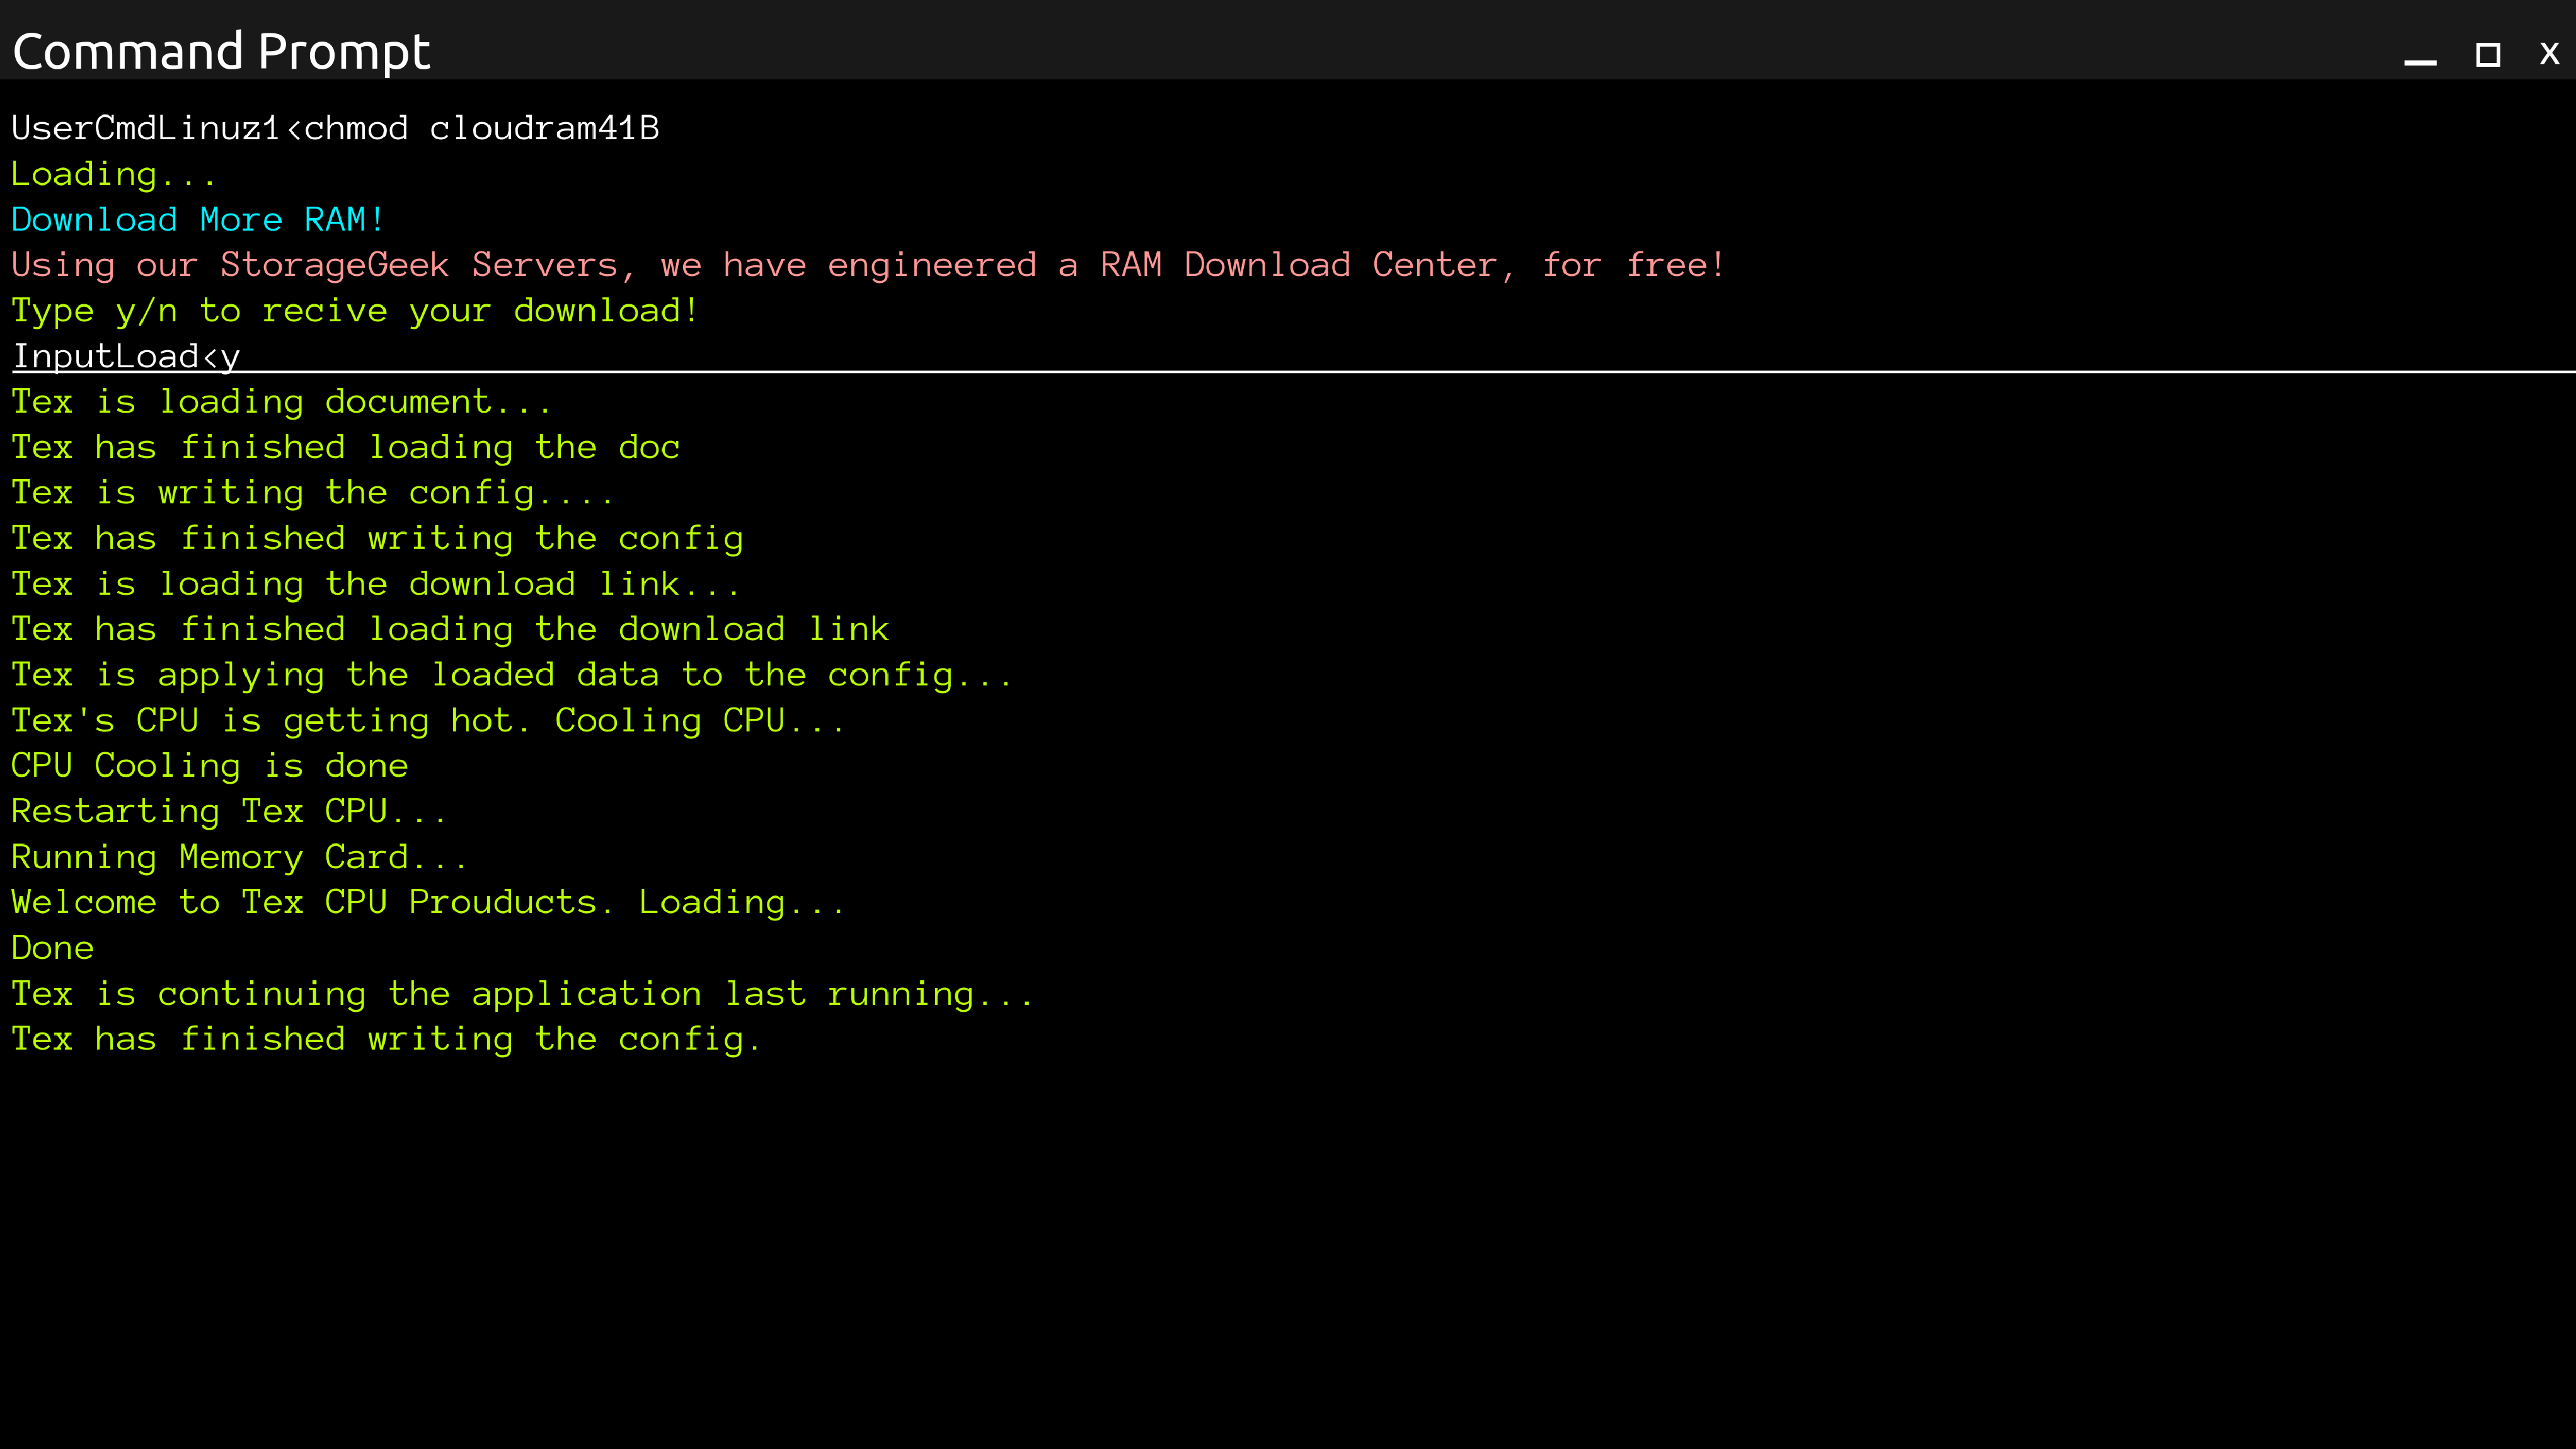 Command Prompt
X
UserCmdLinuz1<chmod cloudram41B
Loading...
Download More RAM!
Using our StorageGeek Servers, we have engineered a RAM Download Center, for free!
Type y/n to recive your download!
InputLoad<y
Tex is loading document...
Tex has finished loading the doc
Tex is writing the config....
Tex has finished writing the config
Tex is loading the download link...
Tex has finished loading the download link
Tex is applying the loaded data to the config...
Tex's CPU is getting hot. Cooling CPU...
CPU Cooling is done
Restarting Tex CPU...
Running Memory Card...
Welcome to Tex CPU Prouducts. Loading...
Done
Tex is continuing the application last running...
Tex has finished writing the config.